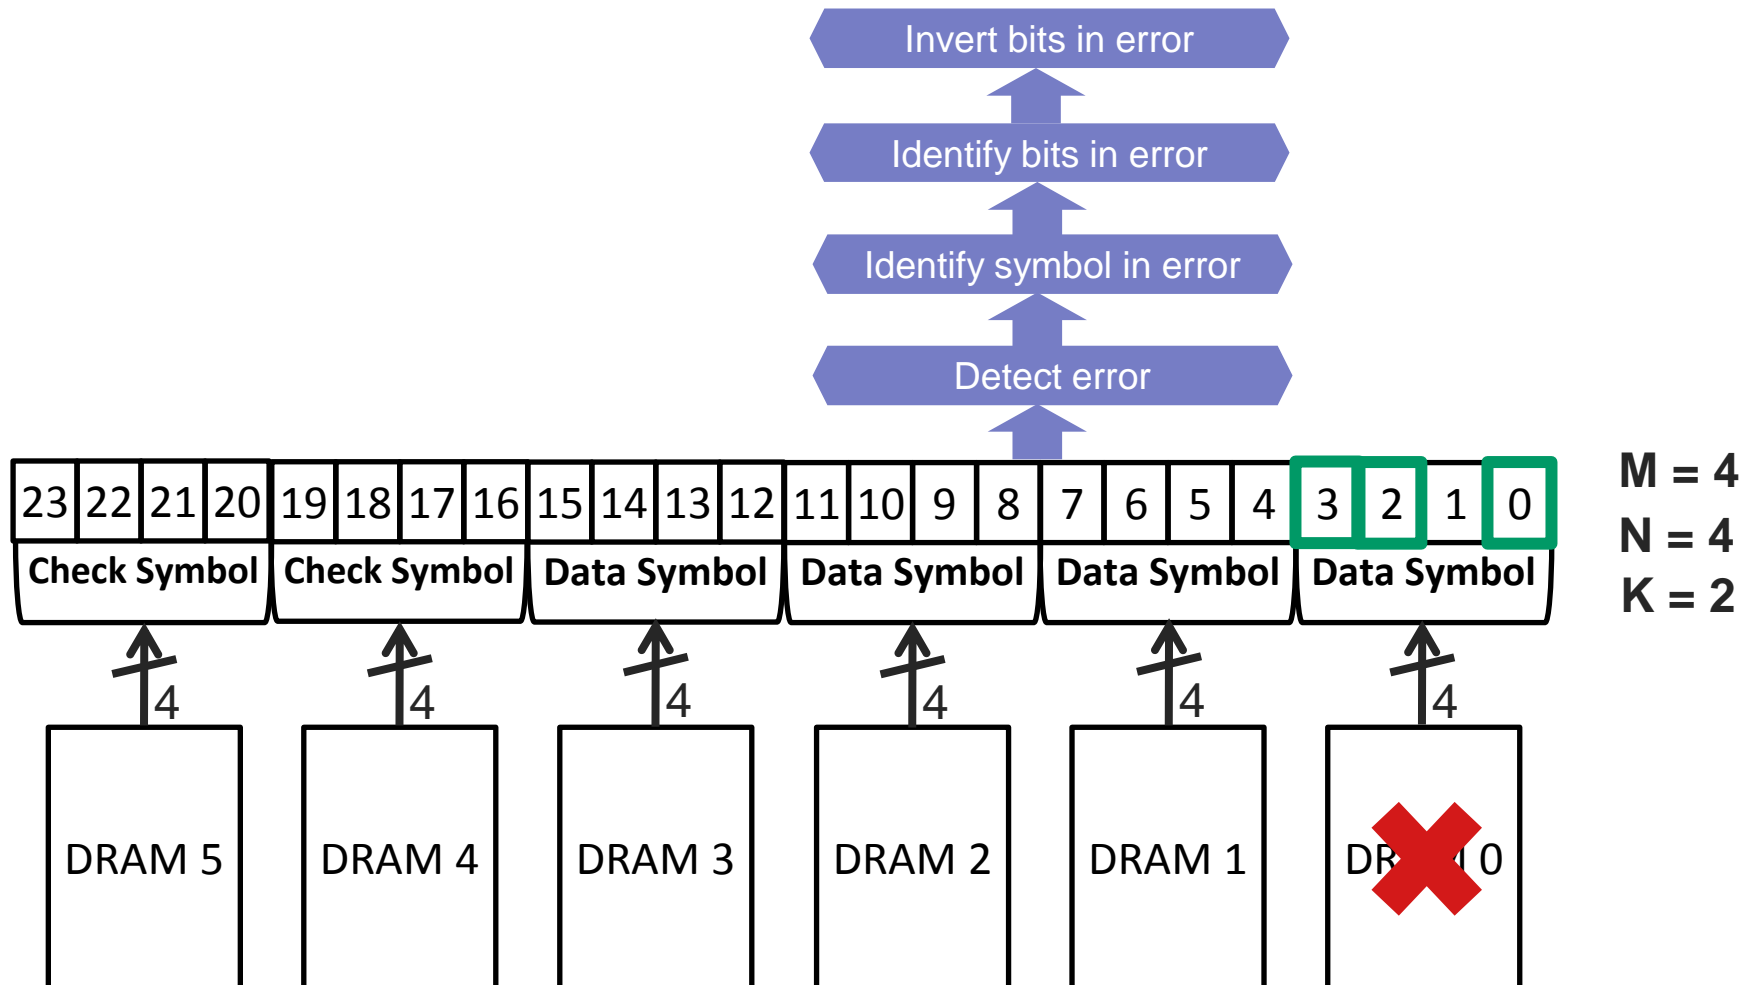 Invert bits in error
Identify bits in error
Identify symbol in error
Detect error
23 22 21 20 19 18 17 16 15 14 13 12 11 10 9 8 7 6 5 4 3 2 1 0
Check Symbol Check Symbol Data Symbol Data Symbol Data Symbol Data Symbol
M = 4
N = 4
K = 2
4 4 4 4 4 4
DRAM 5 DRAM 4 DRAM 3 DRAM 2 DRAM 1 DRAM 0